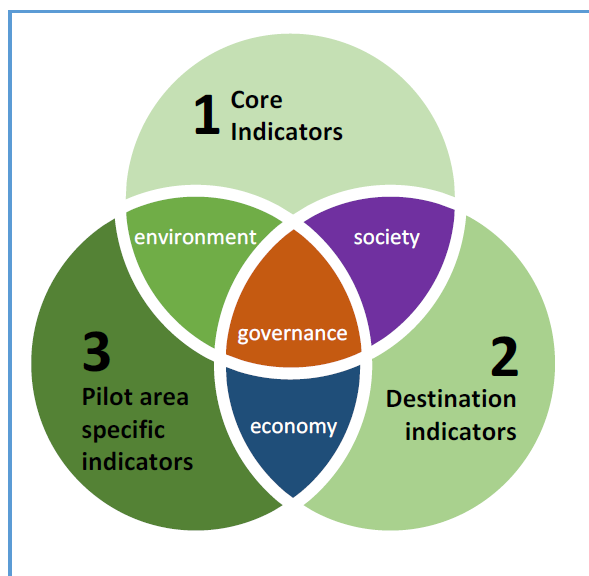 1 Core
Indicators
environment
society
governance
3
Pilot area
specific
indicators
2
Destination
indicators
economy